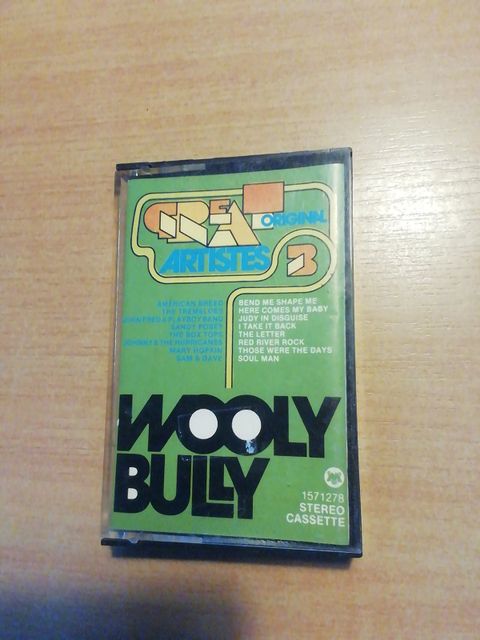 GREAT
ORIGINAL
ARTISTES 3
AMERICAN BREED BEND ME SHAPE ME
THE TREMELOES HERE COMES MY BABY
JOHN FRED & PLAYBOY BAND JUDY IN DISGUISE
SANDY POSEY I TAKE IT BACK
THE BOX TOPS THE LETTER
JOHNNY & THE HURRICANES RED RIVER ROCK
MARY HOPKIN THOSE WERE THE DAYS
SAM & DAVE SOUL MAN
WOOLY
BULLY
1571278
STEREO
CASSETTE